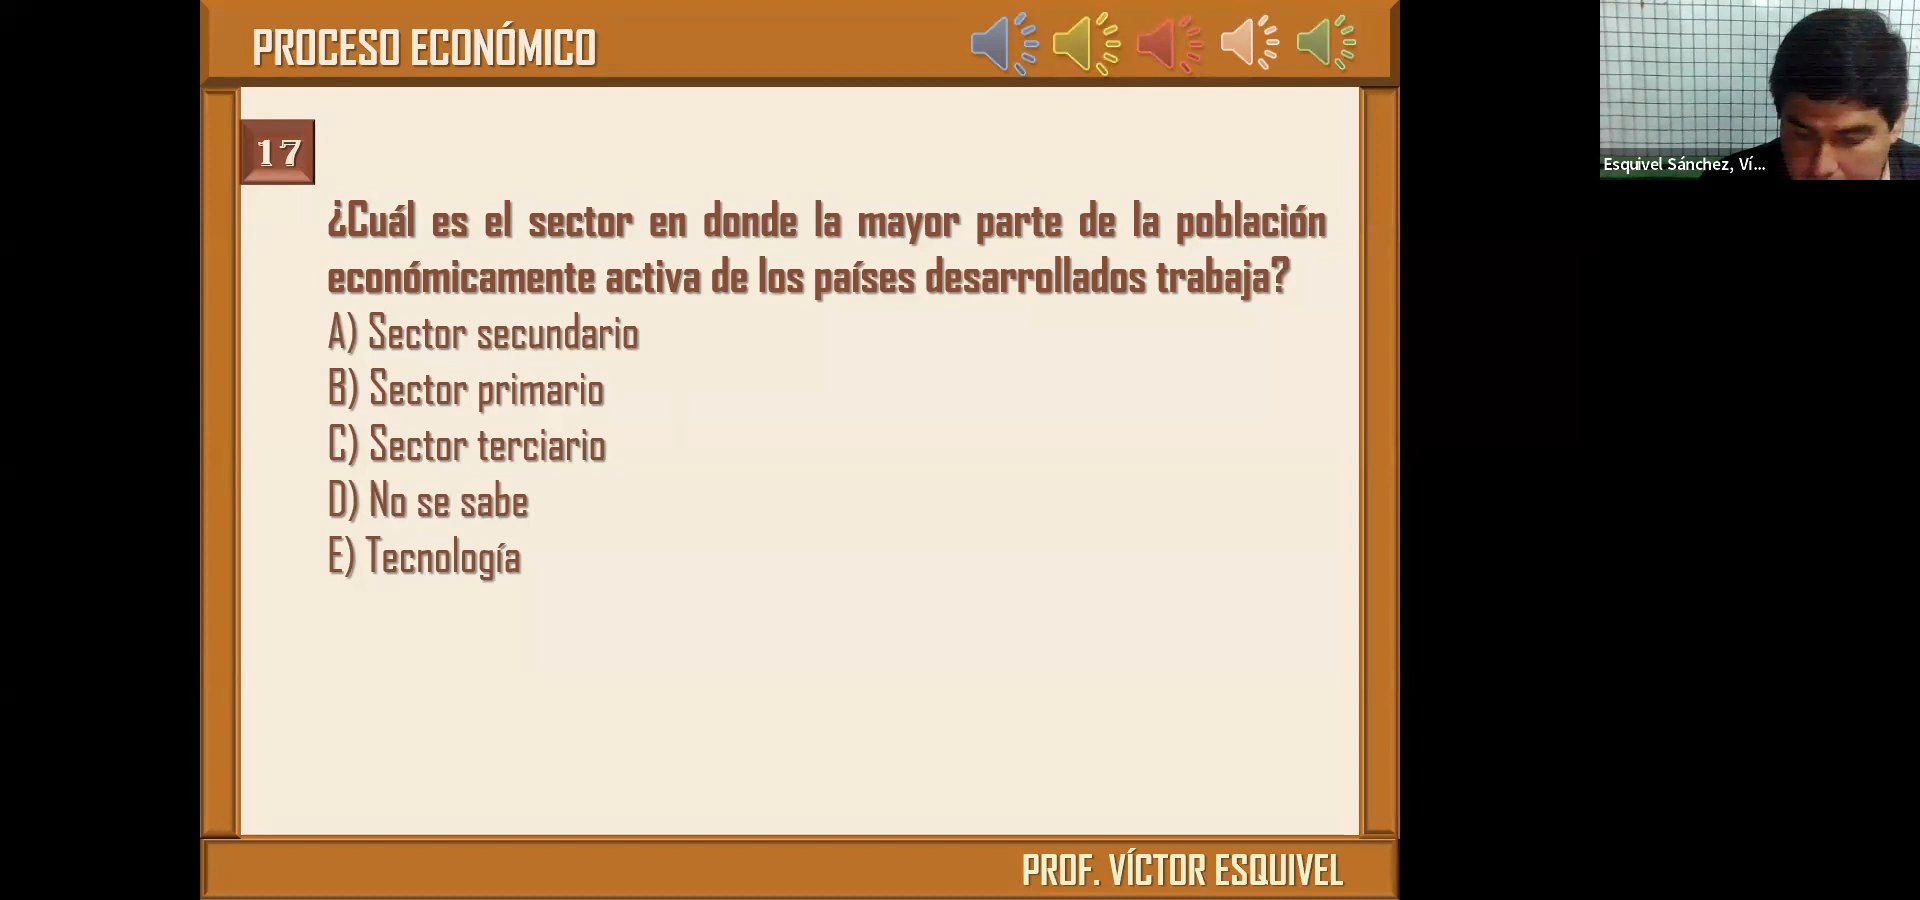 PROCESO ECONÓMICO
Esquivel Sánchez, Ví...
17
¿Cuál es el sector en donde la mayor parte de la población
económicamente activa de los países desarrollados trabaja?
A) Sector secundario
B) Sector primario
C) Sector terciario
D) No se sabe
E) Tecnología
PROF. VÍCTOR ESQUIVEL